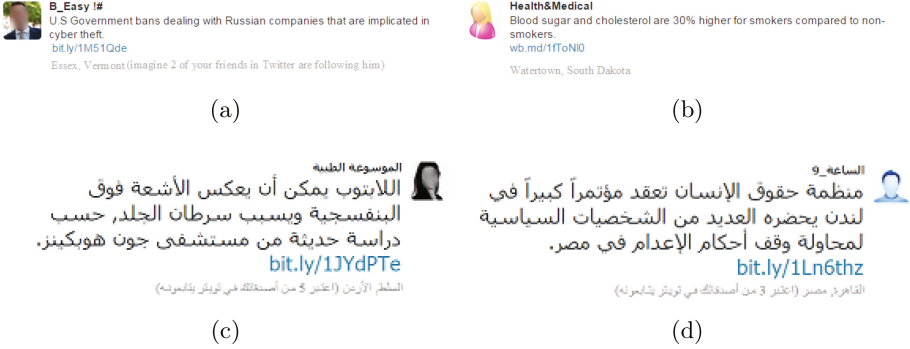 B_Easy !#
U.S Government bans dealing with Russian companies that are implicated in
cyber theft.
bit.ly/1M51Qde
Essex, Vermont (imagine 2 of your friends in Twitter are following him)
(a)
Health&Medical
Blood sugar and cholesterol are 30% higher for smokers compared to non-
smokers.
wb.md/1fToNl0
Watertown, South Dakota
(b)
الموسوعة الطبية
اللابتوب يمكن أن يعكس الأشعة فوق
البنفسجية ويسبب سرطان الجلد, حسب
دراسة حديثة من مستشفى جون هوبكينز.
bit.ly/1JYdPTe
السلط, الأردن (اعتبر 5 من أصدقائك في تويتر يتابعونه)
(c)
الساعة_9
منظمة حقوق الإنسان تعقد مؤتمراً كبيراً في
لندن يحضره العديد من الشخصيات السياسية
لمحاولة وقف أحكام الإعدام في مصر.
bit.ly/1Ln6thz
القاهرة, مصر (اعتبر 3 من أصدقائك في تويتر يتابعونه)
(d)